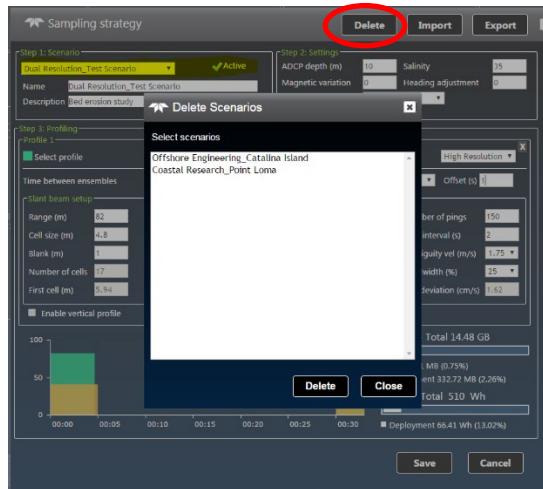 Sampling strategy
Delete
Import
Export
Step 1: Scenario
Dual Resolution_Test Scenario
Active
Name Dual Resolution_Test Scenario
Description Bed erosion study
Step 2: Settings
ADCP depth (m) 10 Salinity 35
Magnetic variation 0 Heading adjustment 0
Delete Scenarios
Select scenarios
Offshore Engineering_Catalina Island
Coastal Research_Point Loma
Delete
Close
Step 3: Profiling
Profile 1
X
Select profile
High Resolution
Time between ensembles
Offset (s)
Slant beam setup
Range (m) 82
Cell size (m) 4.8
Blank (m) 1
Number of cells 17
First cell (m) 5.94
Enable vertical profile
ber of pings 150
interval (s) 2
iguity vel (m/s) 1.75
width (%) 25
deviation (cm/s) 1.62
100
50
0
00:00 00:05 00:10 00:15 00:20 00:25 00:30
Total 14.48 GB
MB (0.75%)
ent 332.72 MB (2.26%)
Total 510 Wh
Deployment 66.41 Wh (13.02%)
Save
Cancel